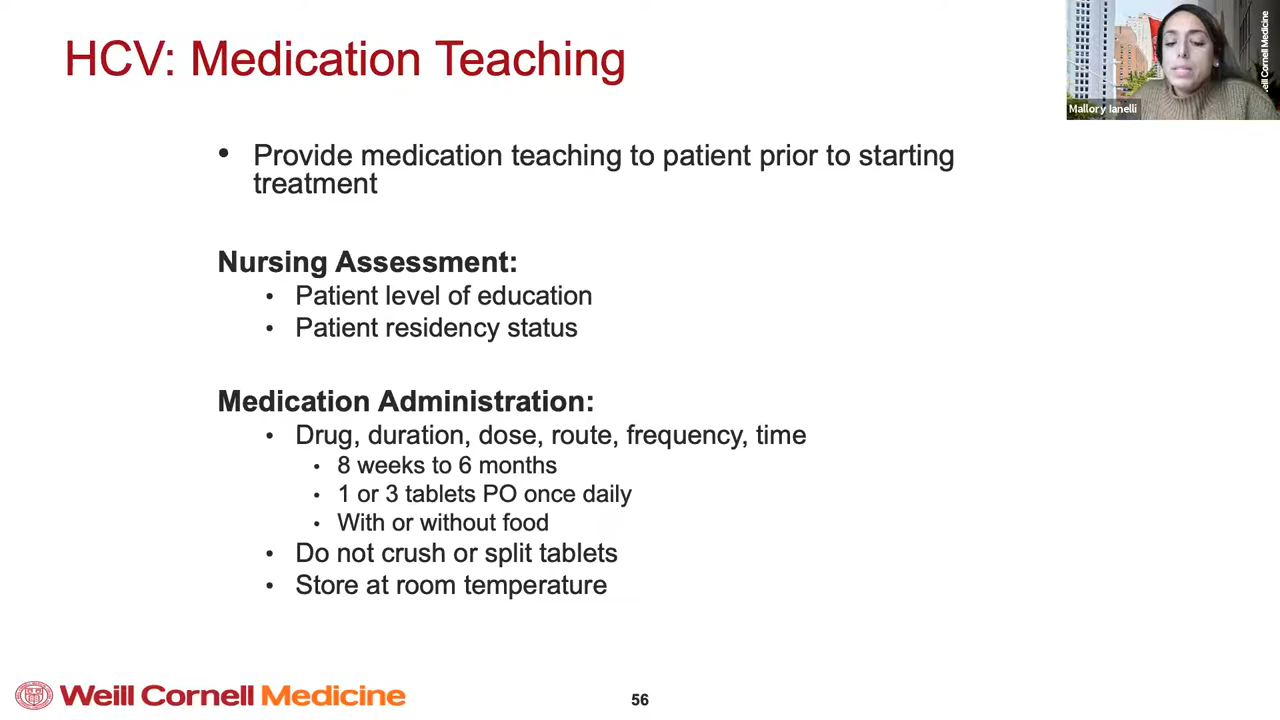 HCV: Medication Teaching
Weill Cornell Medicine
Mallory Ianelli
• Provide medication teaching to patient prior to starting
treatment
Nursing Assessment:
• Patient level of education
• Patient residency status
Medication Administration:
• Drug, duration, dose, route, frequency, time
• 8 weeks to 6 months
• 1 or 3 tablets PO once daily
• With or without food
• Do not crush or split tablets
• Store at room temperature
Weill Cornell Medicine
56